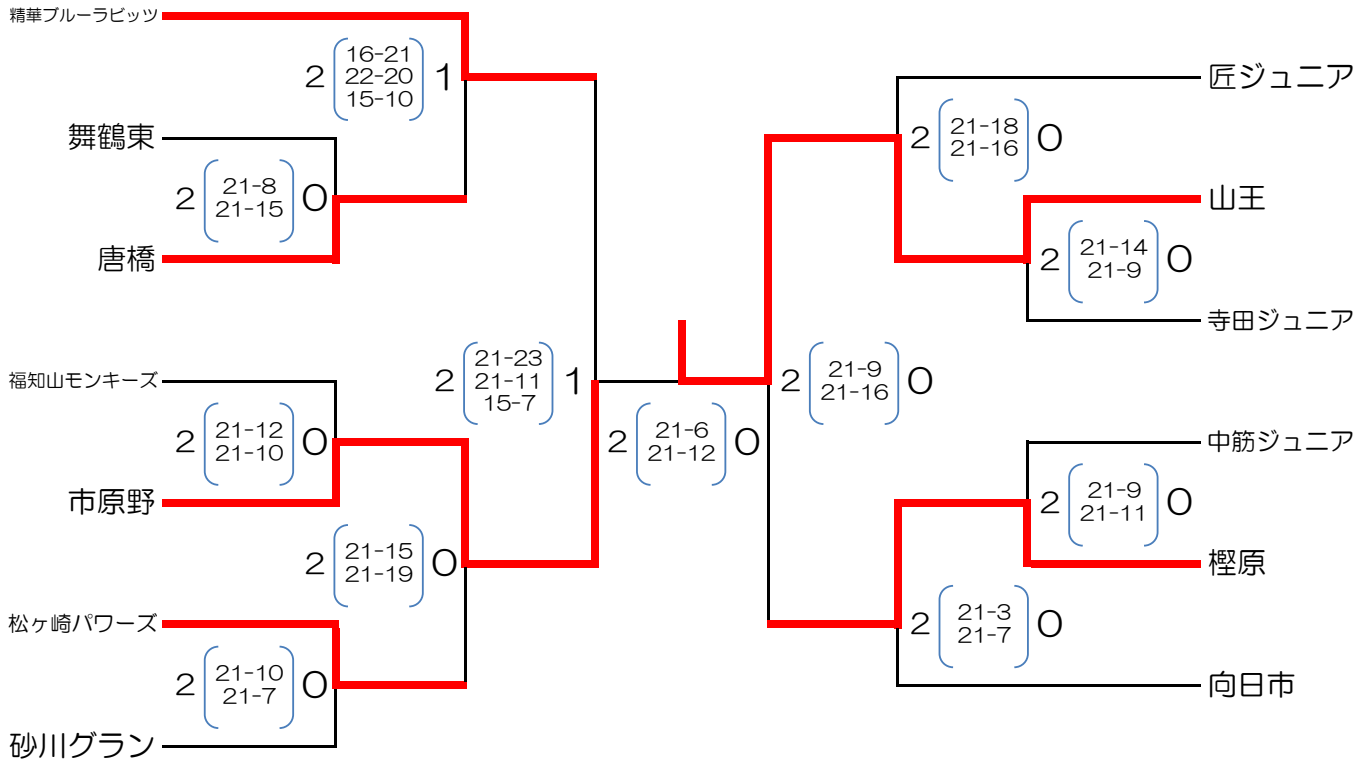 精華ブルーラビッツ
2 16-21 1
22-20
15-10
舞鶴東
2 21-8 0
21-15
唐橋
福知山モンキーズ
2 21-12 0
21-10
市原野
2 21-15 0
21-19
松ヶ崎パワーズ
2 21-10 0
21-7
砂川グラン
2 21-23 1
21-11
15-7
2 21-6 0
21-12
2 21-9 0
21-16
匠ジュニア
2 21-18 0
21-16
山王
2 21-14 0
21-9
寺田ジュニア
中筋ジュニア
2 21-9 0
21-11
樫原
2 21-3 0
21-7
向日市